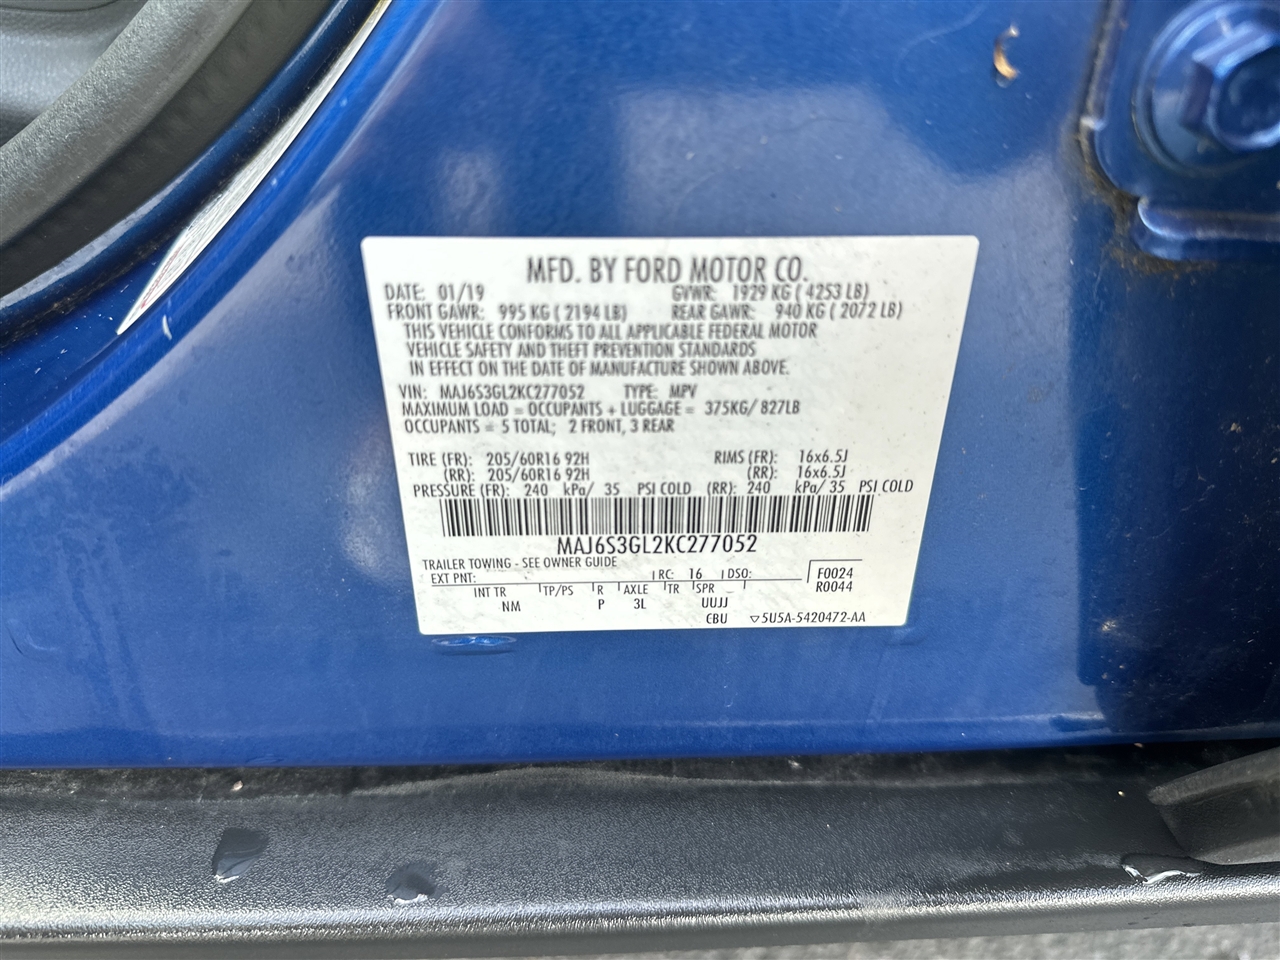 MFD. BY FORD MOTOR CO.
DATE: 01/19 GVWR: 1929 KG ( 4253 LB)
FRONT GAWR: 995 KG ( 2194 LB) REAR GAWR: 940 KG ( 2072 LB)
THIS VEHICLE CONFORMS TO ALL APPLICABLE FEDERAL MOTOR
VEHICLE SAFETY AND THEFT PREVENTION STANDARDS
IN EFFECT ON THE DATE OF MANUFACTURE SHOWN ABOVE.
VIN: MAJ6S3GL2KC277052 TYPE: MPV
MAXIMUM LOAD = OCCUPANTS + LUGGAGE = 375KG/ 827LB
OCCUPANTS = 5 TOTAL; 2 FRONT, 3 REAR
TIRE (FR): 205/60R16 92H RIMS (FR): 16x6.5J
(RR): 205/60R16 92H (RR): 16x6.5J
PRESSURE (FR): 240 kPa/ 35 PSI COLD (RR): 240 kPa/ 35 PSI COLD
MAJ6S3GL2KC277052
TRAILER TOWING - SEE OWNER GUIDE
EXT PNT: RC: 16 DSO: F0024
R0044
INT TR TP/PS R AXLE TR SPR
NM P 3L UUJJ
CBU ▽5U5A-5420472-AA